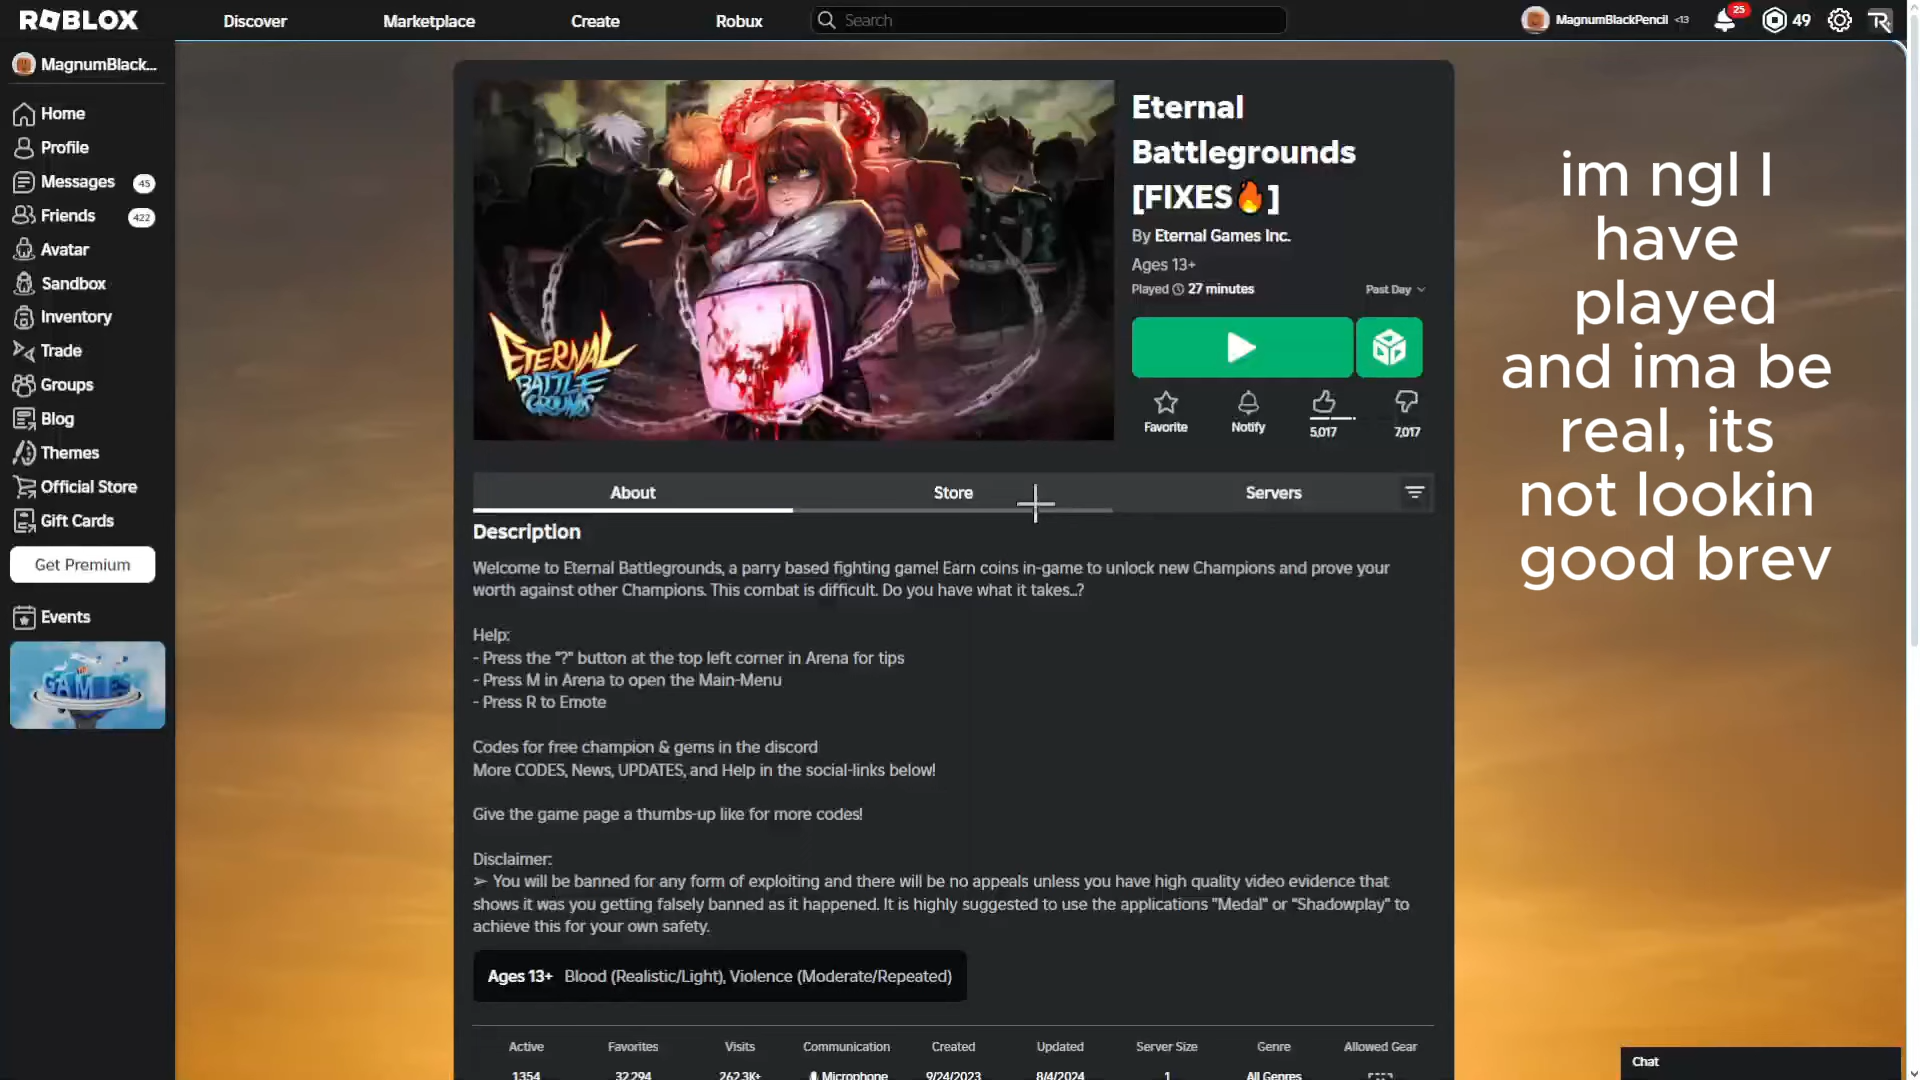 ROBLOX
Discover
Marketplace
Create
Robux
Search
MagnumBlackPencil
<13
25
49
MagnumBlack...
Home
Profile
Messages
45
Friends
422
Avatar
Sandbox
Inventory
Trade
Groups
Blog
Themes
Official Store
Gift Cards
Get Premium
Events
GAMES
ETERNAL
BATTLE
GROUNDS
Eternal
Battlegrounds
[FIXES🔥]
By Eternal Games Inc.
Ages 13+
Played 27 minutes
Past Day
Favorite
Notify
5,017
7,017
About
Store
Servers
Description
Welcome to Eternal Battlegrounds, a parry based fighting game! Earn coins in-game to unlock new Champions and prove your
worth against other Champions. This combat is difficult. Do you have what it takes...?
Help:
- Press the "?" button at the top left corner in Arena for tips
- Press M in Arena to open the Main-Menu
- Press R to Emote
Codes for free champion & gems in the discord
More CODES, News, UPDATES, and Help in the social-links below!
Give the game page a thumbs-up like for more codes!
Disclaimer:
➢ You will be banned for any form of exploiting and there will be no appeals unless you have high quality video evidence that
shows it was you getting falsely banned as it happened. It is highly suggested to use the applications "Medal" or "Shadowplay" to
achieve this for your own safety.
Ages 13+ Blood (Realistic/Light), Violence (Moderate/Repeated)
Active
Favorites
Visits
Communication
Created
Updated
Server Size
Genre
Allowed Gear
1354
32,294
262.3K+
Microphone
9/24/2023
8/4/2024
1
All Genres
im ngl I
have
played
and ima be
real, its
not lookin
good brev
Chat